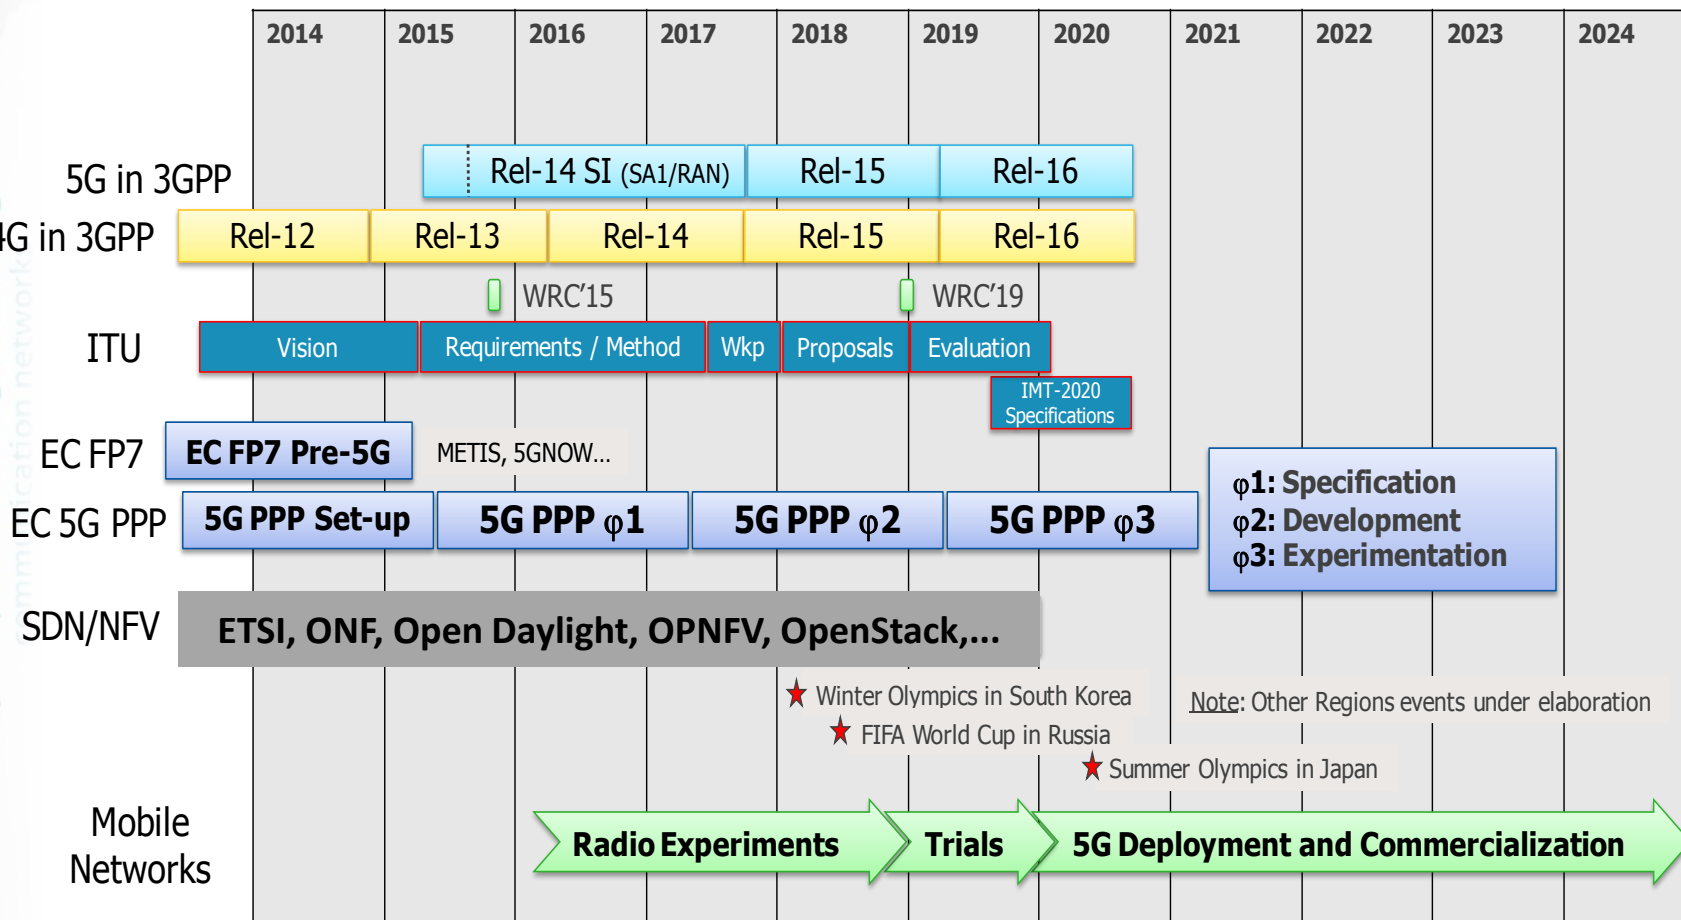 2014 2015 2016 2017 2018 2019 2020 2021 2022 2023 2024
5G in 3GPP
Rel-14 SI (SA1/RAN) Rel-15 Rel-16
4G in 3GPP
Rel-12 Rel-13 Rel-14 Rel-15 Rel-16
WRC'15 WRC'19
ITU
Vision Requirements / Method Wkp Proposals Evaluation
IMT-2020
Specifications
EC FP7
EC FP7 Pre-5G METIS, 5GNOW...
EC 5G PPP
5G PPP Set-up 5G PPP φ1 5G PPP φ2 5G PPP φ3
φ1: Specification
φ2: Development
φ3: Experimentation
SDN/NFV
ETSI, ONF, Open Daylight, OPNFV, OpenStack,...
Winter Olympics in South Korea
Note: Other Regions events under elaboration
FIFA World Cup in Russia
Summer Olympics in Japan
Mobile
Networks
Radio Experiments Trials 5G Deployment and Commercialization
communication networks